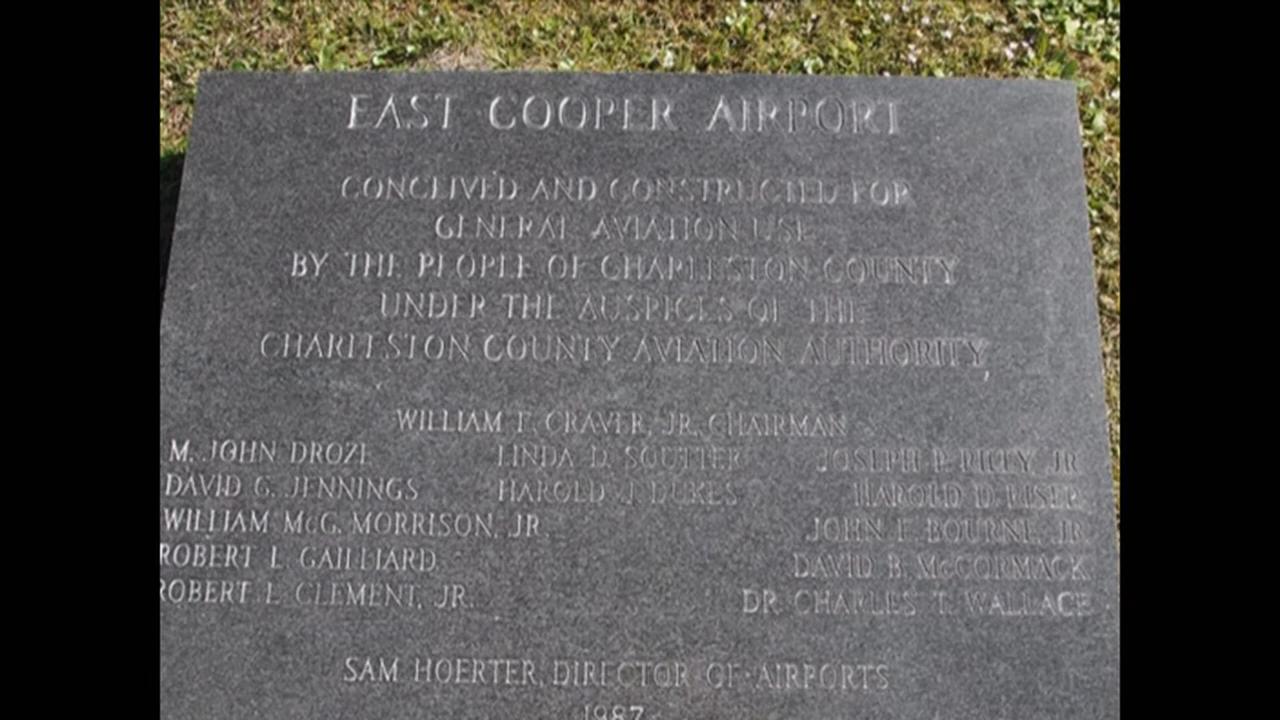 EAST COOPER AIRPORT
CONCEIVED AND CONSTRUCTED FOR
GENERAL AVIATION USE
BY THE PEOPLE OF CHARLESTON COUNTY
UNDER THE AUSPICES OF THE
CHARLESTON COUNTY AVIATION AUTHORITY,
WILLIAM E. CRAVER, JR. CHAIRMAN
M. JOHN DROZE LINDA D. SOUTTER JOSEPH P. RILEY, JR.
DAVID G. JENNINGS HAROLD J. DUKES HAROLD D. RISER
WILLIAM McG. MORRISON, JR. JOHN E. BOURNE, JR.
ROBERT L. GAILLIARD DAVID B. McCORMACK
ROBERT L. CLEMENT, JR. DR. CHARLES T. WALLACE
SAM HOERTER, DIRECTOR OF AIRPORTS
1987